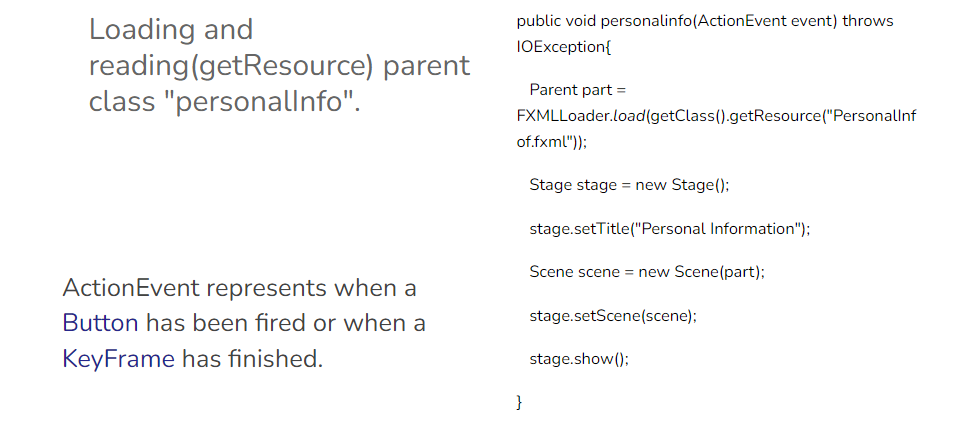 Loading and
reading(getResource) parent
class "personalInfo".
ActionEvent represents when a
Button has been fired or when a
KeyFrame has finished.
public void personalinfo(ActionEvent event) throws
IOException{
Parent part =
FXMLLoader.load(getClass().getResource("PersonalInf
of.fxml"));
Stage stage = new Stage();
stage.setTitle("Personal Information");
Scene scene = new Scene(part);
stage.setScene(scene);
stage.show();
}